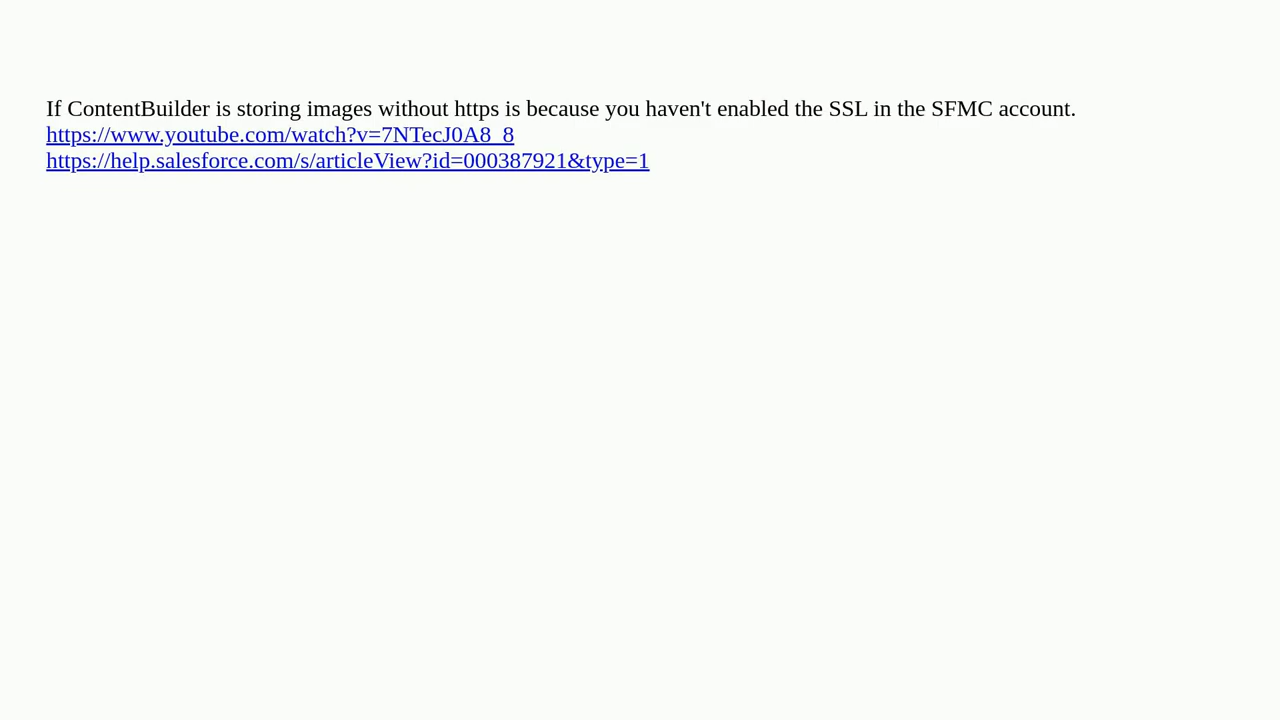 If ContentBuilder is storing images without https is because you haven't enabled the SSL in the SFMC account.
https://www.youtube.com/watch?v=7NTecJ0A8_8
https://help.salesforce.com/s/articleView?id=000387921&type=1